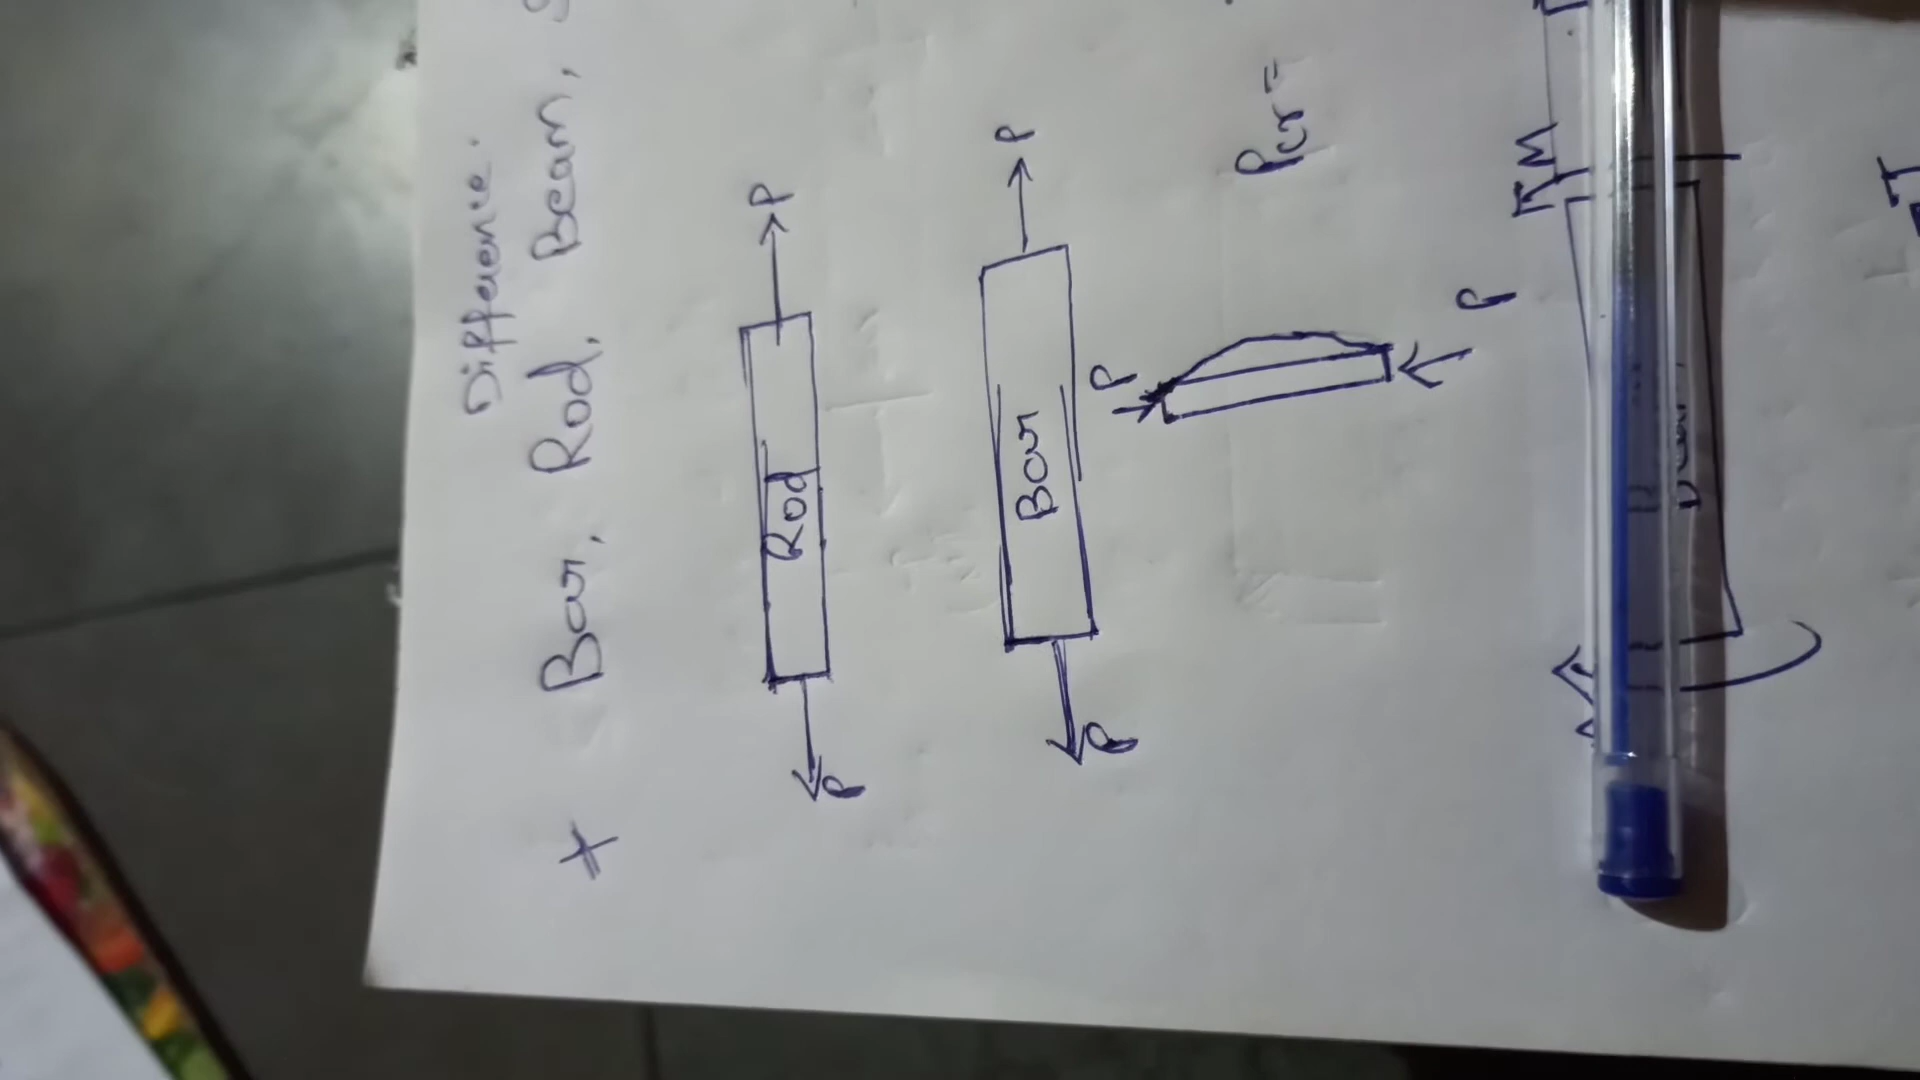 Difference.
* Bar, Rod, Beam,
P Rod P
P Bar P
P P
Pcr =
M